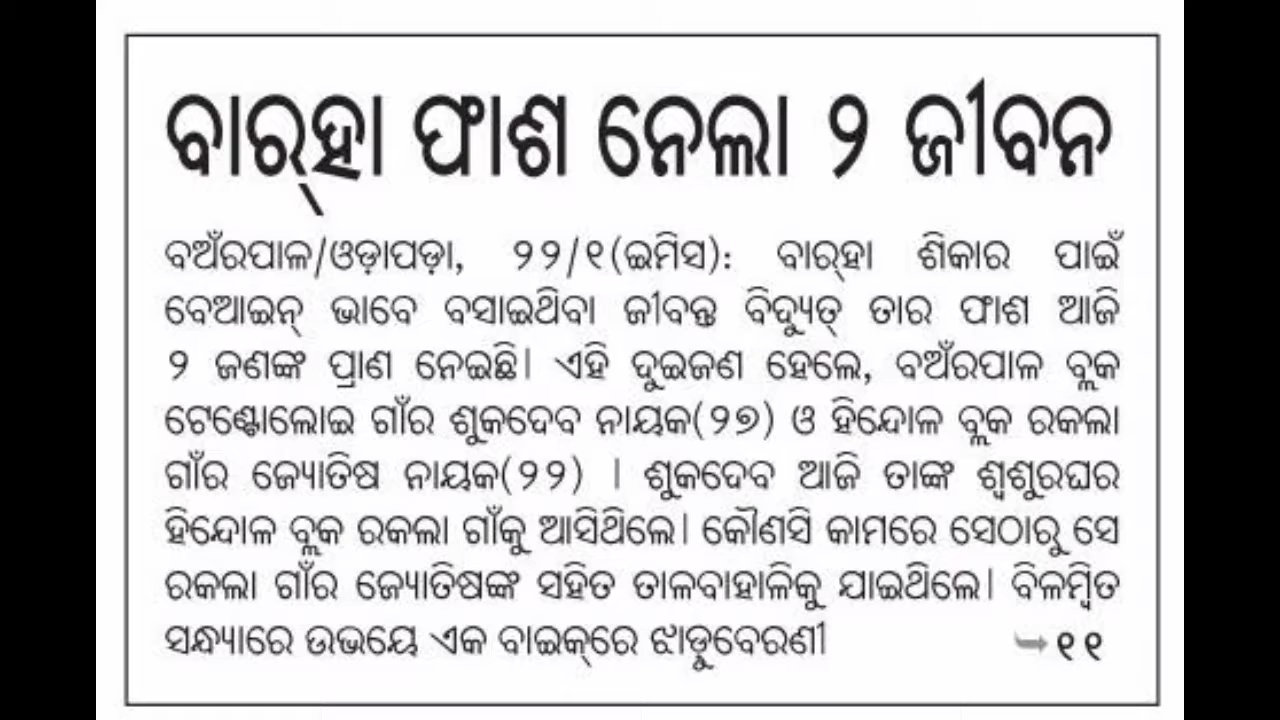 ବାର୍‌ହା ଫାଶ ନେଲା ୨ ଜୀବନ
ବଅଁରପାଳ/ଓଡ଼ାପଡ଼ା, ୨୨/୧(ଇମିସ): ବାର୍‌ହା ଶିକାର ପାଇଁ
ବେଆଇନ୍ ଭାବେ ବସାଇଥିବା ଜୀବନ୍ତ ବିଦ୍ୟୁତ୍ ତାର ଫାଶ ଆଜି
୨ ଜଣଙ୍କ ପ୍ରାଣ ନେଇଛି। ଏହି ଦୁଇଜଣ ହେଲେ, ବଅଁରପାଳ ବ୍ଲକ
ଟେଣ୍ଟୋଲୋଇ ଗାଁର ଶୁକଦେବ ନାୟକ(୨୭) ଓ ହିନ୍ଦୋଳ ବ୍ଲକ ରକଲା
ଗାଁର ଜ୍ୟୋତିଷ ନାୟକ(୨୨) । ଶୁକଦେବ ଆଜି ତାଙ୍କ ଶ୍ୱଶୁରଘର
ହିନ୍ଦୋଳ ବ୍ଲକ ରକଲା ଗାଁକୁ ଆସିଥିଲେ। କୌଣସି କାମରେ ସେଠାରୁ ସେ
ରକଲା ଗାଁର ଜ୍ୟୋତିଷଙ୍କ ସହିତ ତାଳବାହାଳିକୁ ଯାଇଥିଲେ। ବିଳମ୍ବିତ
ସନ୍ଧ୍ୟାରେ ଉଭୟେ ଏକ ବାଇକ୍‌ରେ ଝାଡ଼ୁବେରଣୀ ➥୧୧